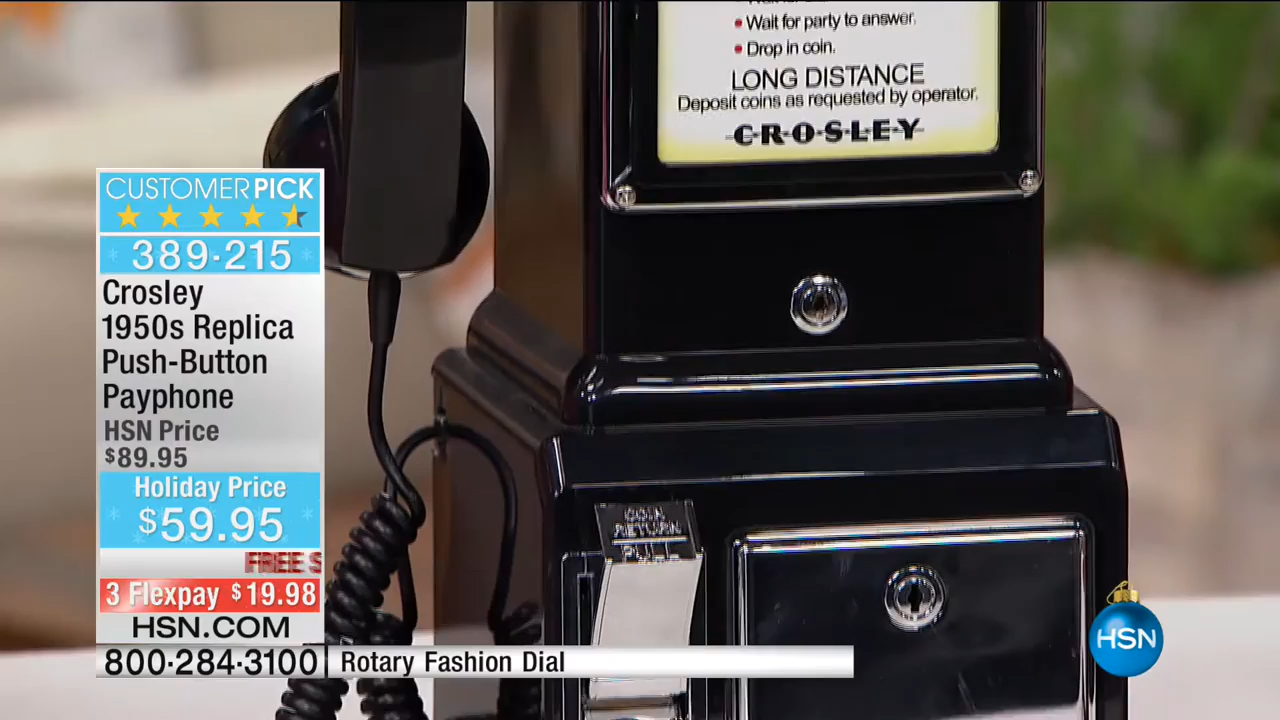 • Wait for party to answer.
• Drop in coin.
LONG DISTANCE
Deposit coins as requested by operator.
CROSLEY
CUSTOMER PICK
389·215
Crosley
1950s Replica
Push-Button
Payphone
HSN Price
$89.95
Holiday Price
$59.95
FREE S
3 Flexpay $19.98
HSN.COM
800·284·3100
Rotary Fashion Dial
COIN
RETURN
PULL
HSN